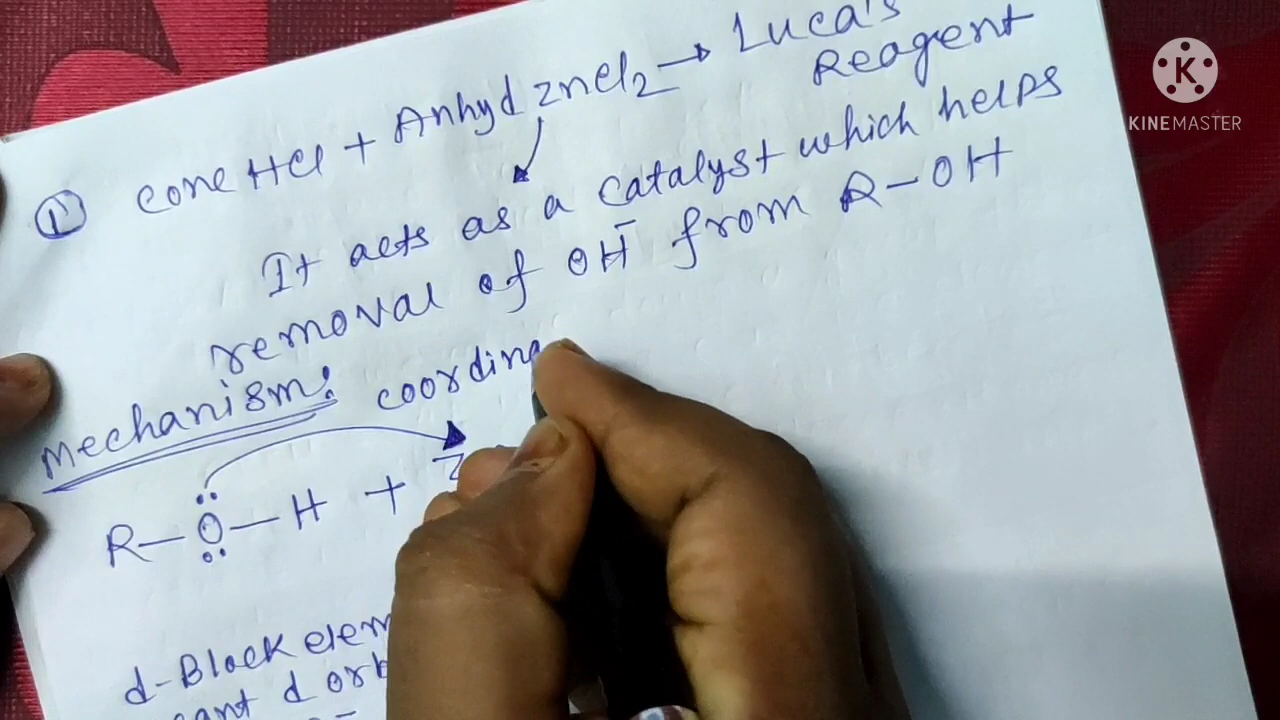 ① conc HCl + Anhyd ZnCl2 → Luca's Reagent
It acts as a catalyst which helps
removal of OH⁻ from R-OH
Mechanism: coordina
R-O-H + Z
d-Block elem
cant d orb
KINEMASTER